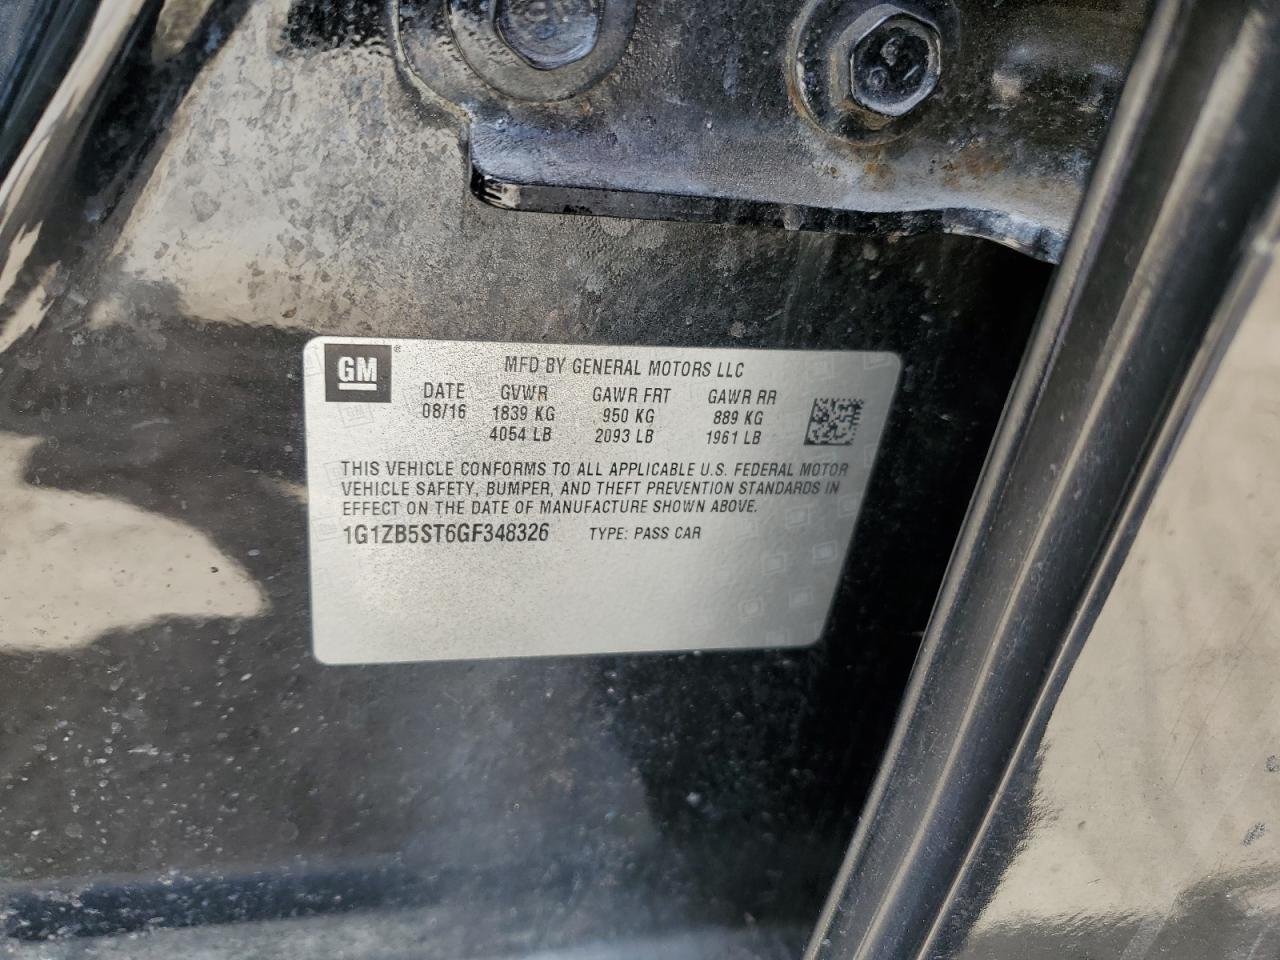 GM ® MFD BY GENERAL MOTORS LLC
DATE GVWR GAWR FRT GAWR RR
08/16 1839 KG 950 KG 889 KG
4054 LB 2093 LB 1961 LB
THIS VEHICLE CONFORMS TO ALL APPLICABLE U.S. FEDERAL MOTOR
VEHICLE SAFETY, BUMPER, AND THEFT PREVENTION STANDARDS IN
EFFECT ON THE DATE OF MANUFACTURE SHOWN ABOVE.
1G1ZB5ST6GF348326 TYPE: PASS CAR